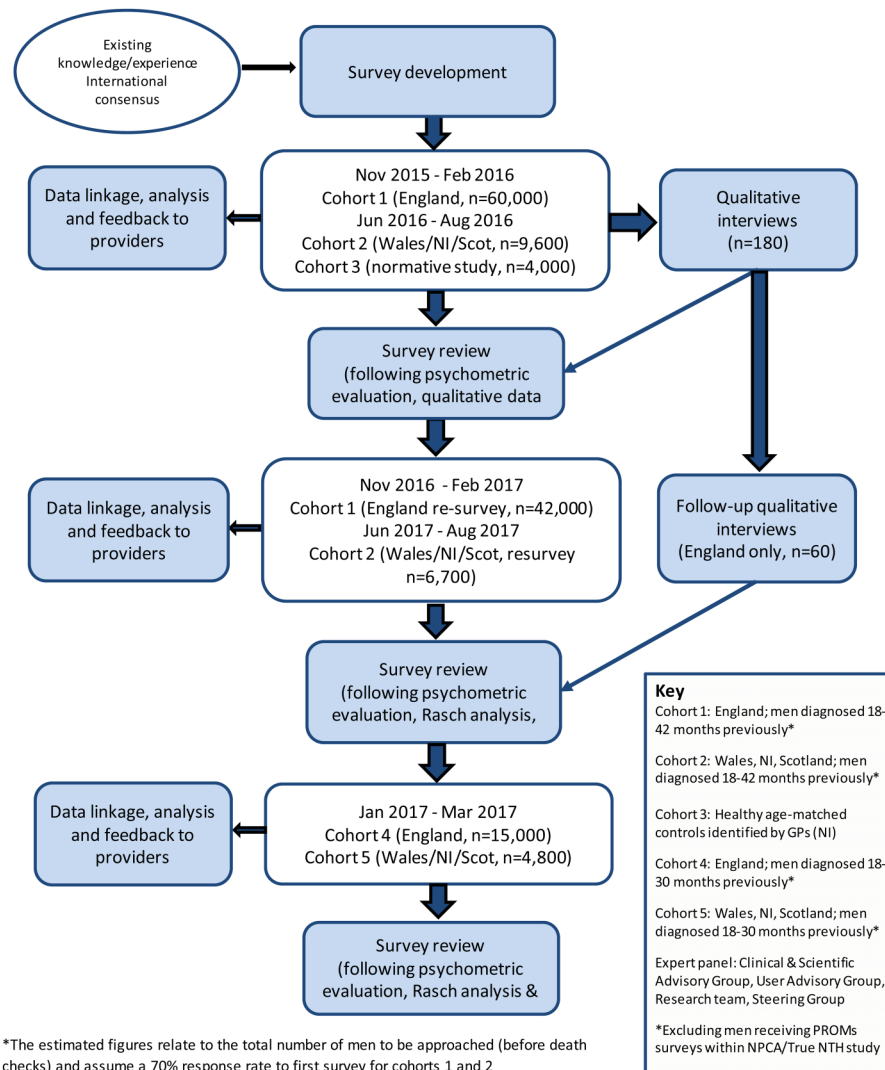 Existing
knowledge/experience
International
consensus
Survey development
Data linkage, analysis
and feedback to
providers
Nov 2015 - Feb 2016
Cohort 1 (England, n=60,000)
Jun 2016 - Aug 2016
Cohort 2 (Wales/NI/Scot, n=9,600)
Cohort 3 (normative study, n=4,000)
Qualitative
interviews
(n=180)
Survey review
(following psychometric
evaluation, qualitative data
Data linkage, analysis
and feedback to
providers
Nov 2016 - Feb 2017
Cohort 1 (England re-survey, n=42,000)
Jun 2017 - Aug 2017
Cohort 2 (Wales/NI/Scot, resurvey
n=6,700)
Follow-up qualitative
interviews
(England only, n=60)
Survey review
(following psychometric
evaluation, Rasch analysis,
Data linkage, analysis
and feedback to
providers
Jan 2017 - Mar 2017
Cohort 4 (England, n=15,000)
Cohort 5 (Wales/NI/Scot, n=4,800)
Survey review
(following psychometric
evaluation, Rasch analysis &
Key
Cohort 1: England; men diagnosed 18-
42 months previously*
Cohort 2: Wales, NI, Scotland; men
diagnosed 18-42 months previously*
Cohort 3: Healthy age-matched
controls identified by GPs (NI)
Cohort 4: England; men diagnosed 18-
30 months previously*
Cohort 5: Wales, NI, Scotland; men
diagnosed 18-30 months previously*
Expert panel: Clinical & Scientific
Advisory Group, User Advisory Group,
Research team, Steering Group
*Excluding men receiving PROMs
surveys within NPCA/True NTH study
*The estimated figures relate to the total number of men to be approached (before death
checks) and assume a 70% response rate to first survey for cohorts 1 and 2